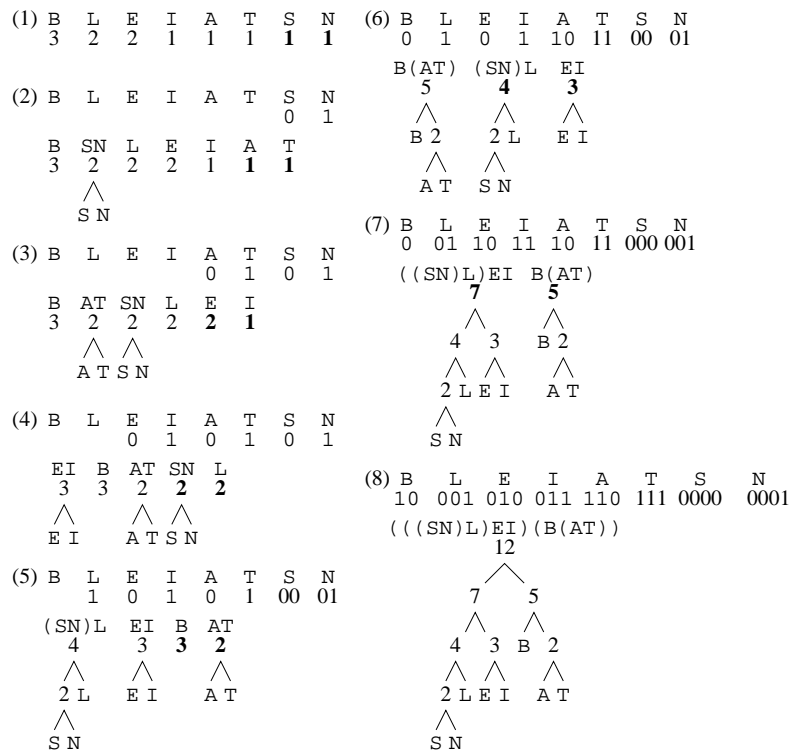 (1) B L E I A T S N
3 2 2 1 1 1 1 1
(2) B L E I A T S N
0 1
B SN L E I A T
3 2 2 2 1 1 1
S N
(3) B L E I A T S N
0 1 0 1
B AT SN L E I
3 2 2 2 2 1
A T S N
(4) B L E I A T S N
0 1 0 1 0 1
EI B AT SN L
3 3 2 2 2
E I A T S N
(5) B L E I A T S N
1 0 1 0 1 00 01
(SN)L EI B AT
4 3 3 2
2 L E I A T
S N
(6) B L E I A T S N
0 1 0 1 10 11 00 01
B(AT) (SN)L EI
5 4 3
B 2 2 L E I
A T S N
(7) B L E I A T S N
0 01 10 11 10 11 000 001
((SN)L)EI B(AT)
7 5
4 3 B 2
2 L E I A T
S N
(8) B L E I A T S N
10 001 010 011 110 111 0000 0001
(((SN)L)EI)(B(AT))
12
7 5
4 3 B 2
2 L E I A T
S N